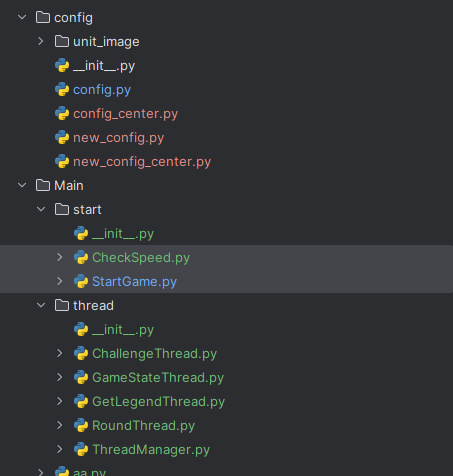 config
unit_image
__init__.py
config.py
config_center.py
new_config.py
new_config_center.py
Main
start
__init__.py
CheckSpeed.py
StartGame.py
thread
__init__.py
ChallengeThread.py
GameStateThread.py
GetLegendThread.py
RoundThread.py
ThreadManager.py
aa.py